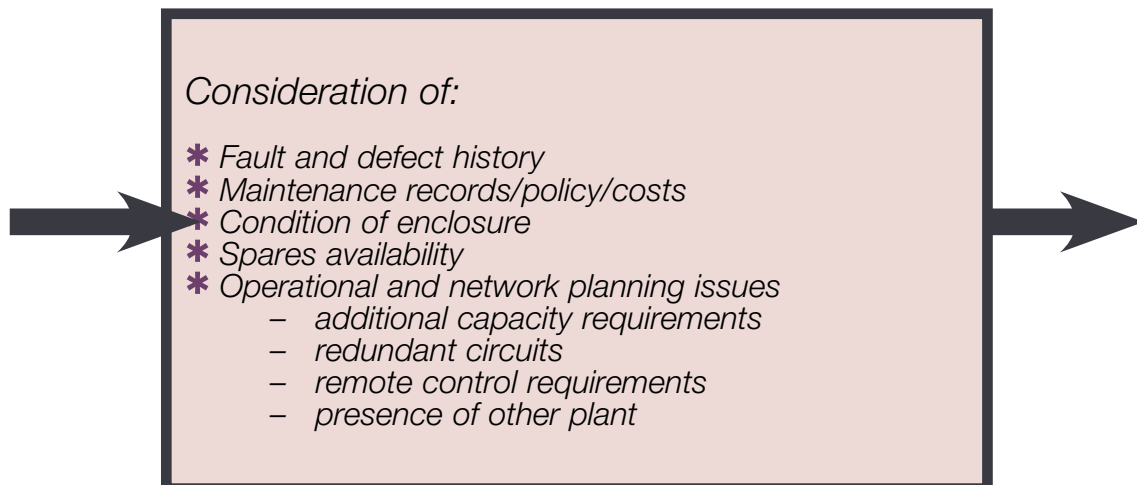 Consideration of:
✱ Fault and defect history
✱ Maintenance records/policy/costs
✱ Condition of enclosure
✱ Spares availability
✱ Operational and network planning issues
– additional capacity requirements
– redundant circuits
– remote control requirements
– presence of other plant